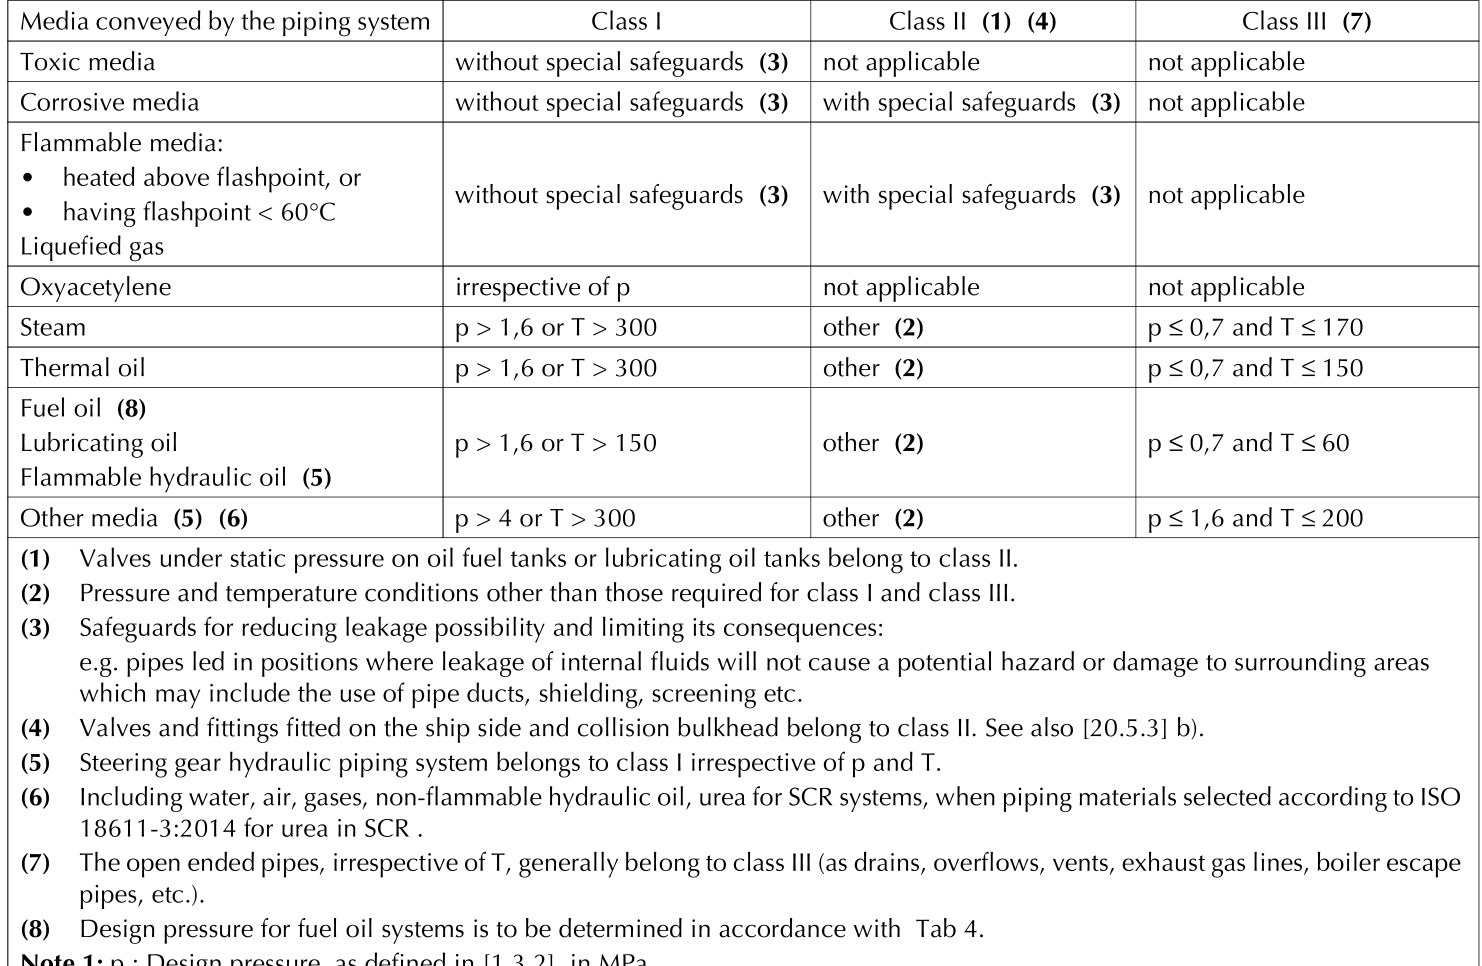 Media conveyed by the piping system Class I Class II (1) (4) Class III (7)
Toxic media without special safeguards (3) not applicable not applicable
Corrosive media without special safeguards (3) with special safeguards (3) not applicable
Flammable media:
• heated above flashpoint, or
• having flashpoint < 60°C
Liquefied gas
without special safeguards (3) with special safeguards (3) not applicable
Oxyacetylene irrespective of p not applicable not applicable
Steam p > 1,6 or T > 300 other (2) p ≤ 0,7 and T ≤ 170
Thermal oil p > 1,6 or T > 300 other (2) p ≤ 0,7 and T ≤ 150
Fuel oil (8)
Lubricating oil
Flammable hydraulic oil (5)
p > 1,6 or T > 150 other (2) p ≤ 0,7 and T ≤ 60
Other media (5) (6) p > 4 or T > 300 other (2) p ≤ 1,6 and T ≤ 200
(1) Valves under static pressure on oil fuel tanks or lubricating oil tanks belong to class II.
(2) Pressure and temperature conditions other than those required for class I and class III.
(3) Safeguards for reducing leakage possibility and limiting its consequences:
e.g. pipes led in positions where leakage of internal fluids will not cause a potential hazard or damage to surrounding areas
which may include the use of pipe ducts, shielding, screening etc.
(4) Valves and fittings fitted on the ship side and collision bulkhead belong to class II. See also [20.5.3] b).
(5) Steering gear hydraulic piping system belongs to class I irrespective of p and T.
(6) Including water, air, gases, non-flammable hydraulic oil, urea for SCR systems, when piping materials selected according to ISO
18611-3:2014 for urea in SCR .
(7) The open ended pipes, irrespective of T, generally belong to class III (as drains, overflows, vents, exhaust gas lines, boiler escape
pipes, etc.).
(8) Design pressure for fuel oil systems is to be determined in accordance with Tab 4.
Note 1: p : Design pressure, as defined in [1.3.2], in MPa